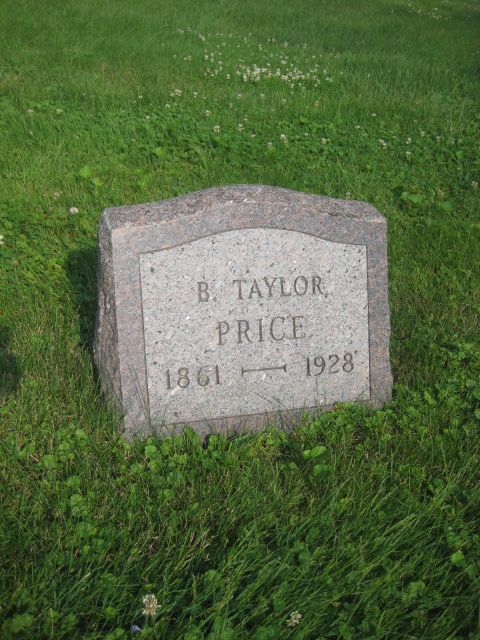 B. TAYLOR
PRICE
1861 — 1928